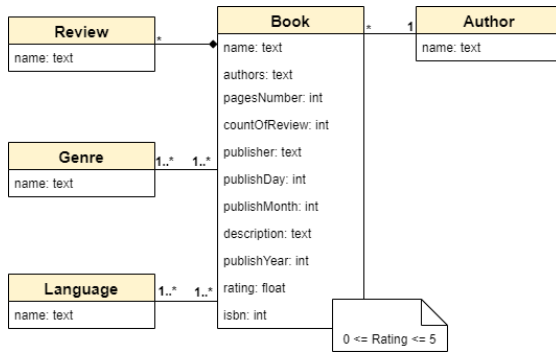 Review
*
name: text
Genre
1..* 1..*
name: text
Language
1..* 1..*
name: text
Book
name: text
authors: text
pagesNumber: int
countOfReview: int
publisher: text
publishDay: int
publishMonth: int
description: text
publishYear: int
rating: float
isbn: int
0 <= Rating <= 5
* 1
Author
name: text